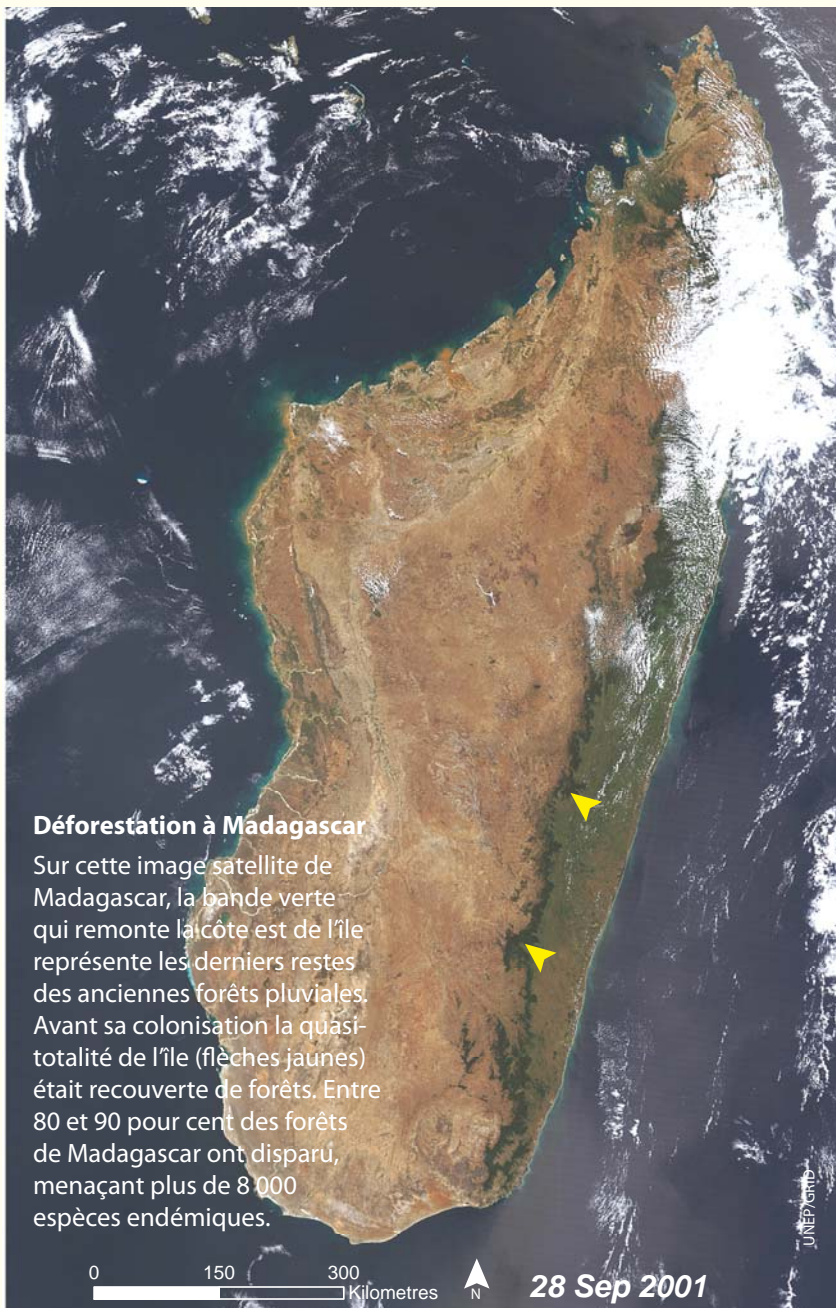 Déforestation à Madagascar
Sur cette image satellite de
Madagascar, la bande verte
qui remonte la côte est de l'île
représente les derniers restes
des anciennes forêts pluviales.
Avant sa colonisation la quasi-
totalité de l'île (flèches jaunes)
était recouverte de forêts. Entre
80 et 90 pour cent des forêts
de Madagascar ont disparu,
menaçant plus de 8 000
espèces endémiques.
UNEP/GRID
0 150 300
Kilometres
N
28 Sep 2001